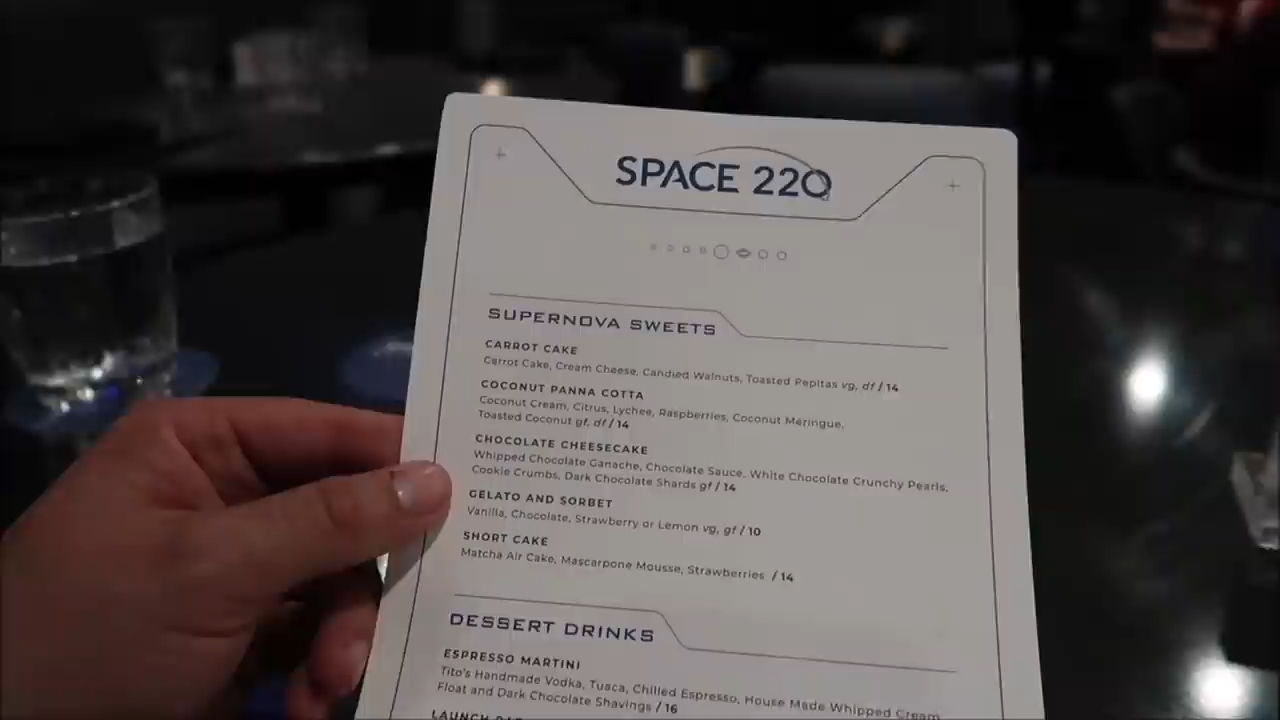 SPACE 220
SUPERNOVA SWEETS
CARROT CAKE
Carrot Cake, Cream Cheese, Candied Walnuts, Toasted Pepitas vg, df / 14
COCONUT PANNA COTTA
Coconut Cream, Citrus, Lychee, Raspberries, Coconut Meringue,
Toasted Coconut gf, df / 14
CHOCOLATE CHEESECAKE
Whipped Chocolate Ganache, Chocolate Sauce, White Chocolate Crunchy Pearls,
Cookie Crumbs, Dark Chocolate Shards gf / 14
GELATO AND SORBET
Vanilla, Chocolate, Strawberry or Lemon vg, gf / 10
SHORT CAKE
Matcha Air Cake, Mascarpone Mousse, Strawberries / 14
DESSERT DRINKS
ESPRESSO MARTINI
Tito's Handmade Vodka, Tuaca, Chilled Espresso, House Made Whipped Cream
Float and Dark Chocolate Shavings / 16
LAUNCH